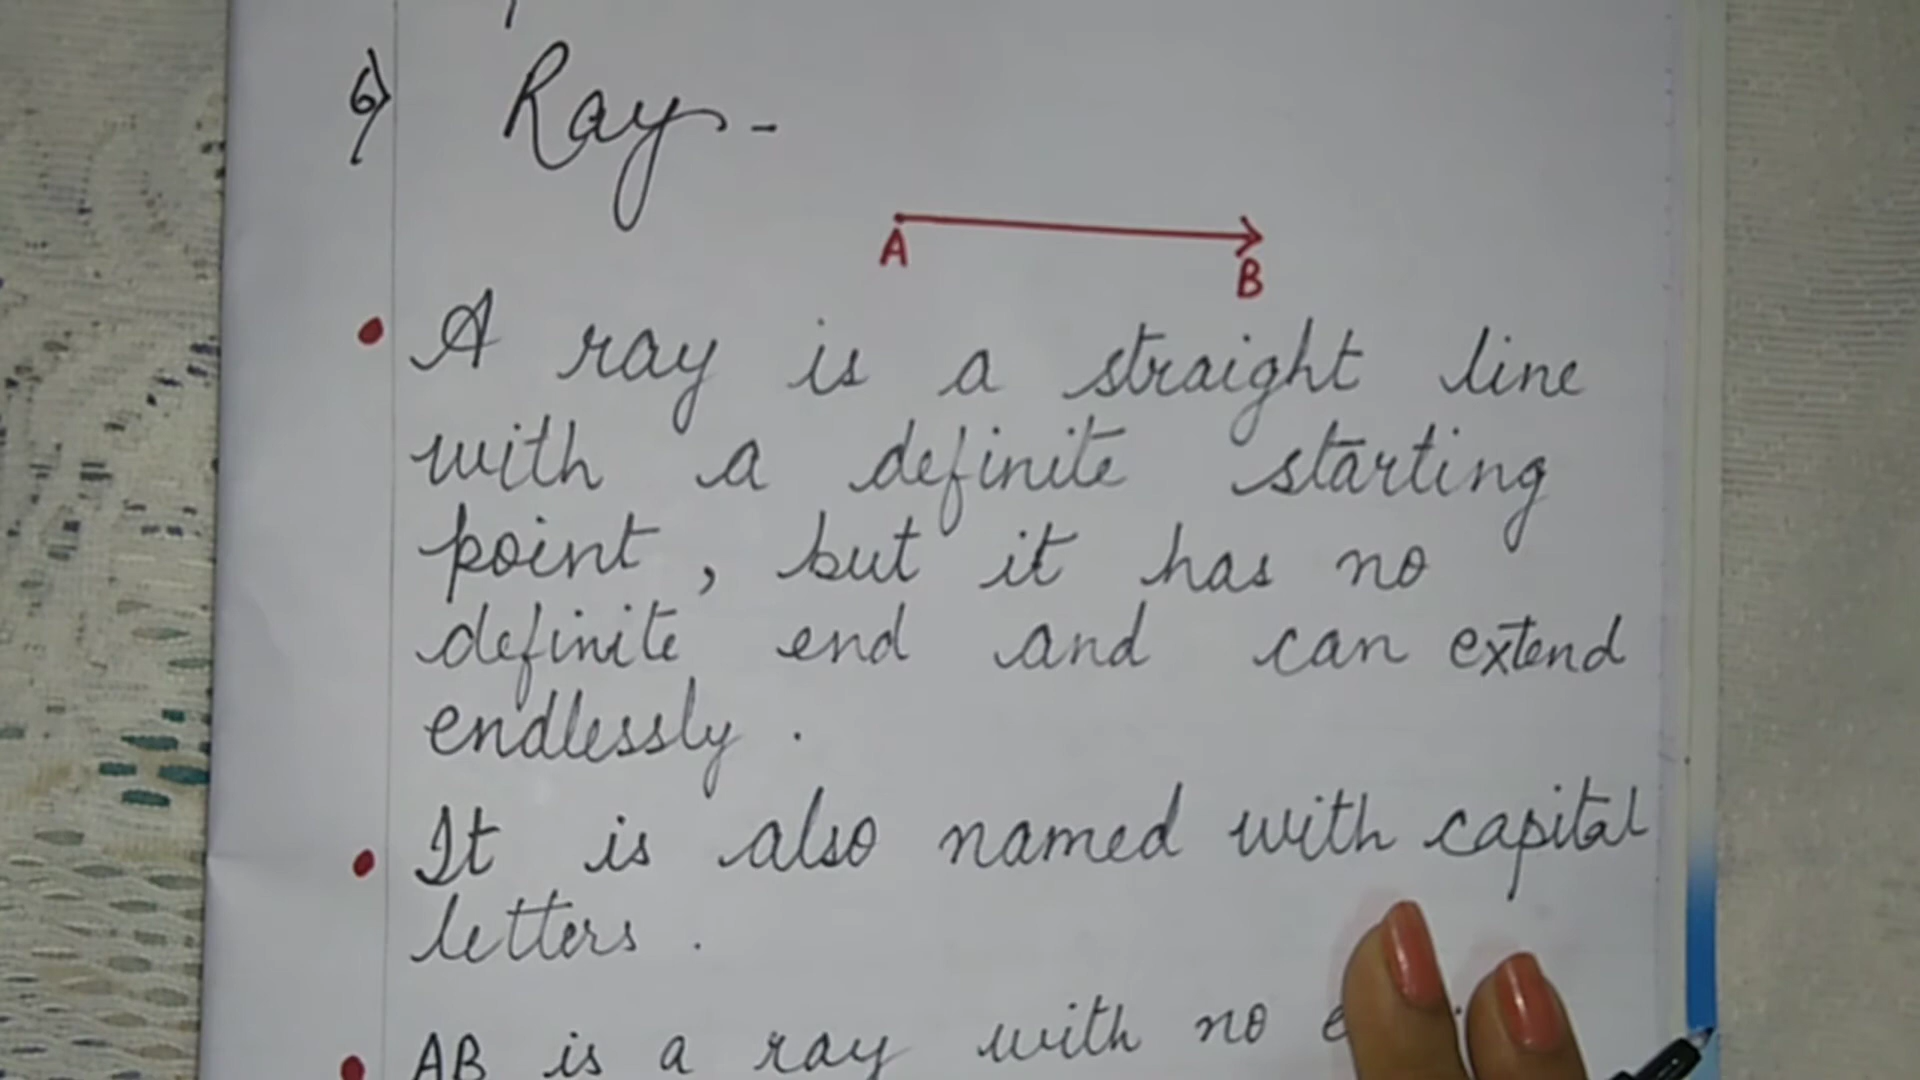 6) Ray -
A B
• A ray is a straight line
with a definite starting
point, but it has no
definite end and can extend
endlessly.
• It is also named with capital
letters.
• AB is a ray with no